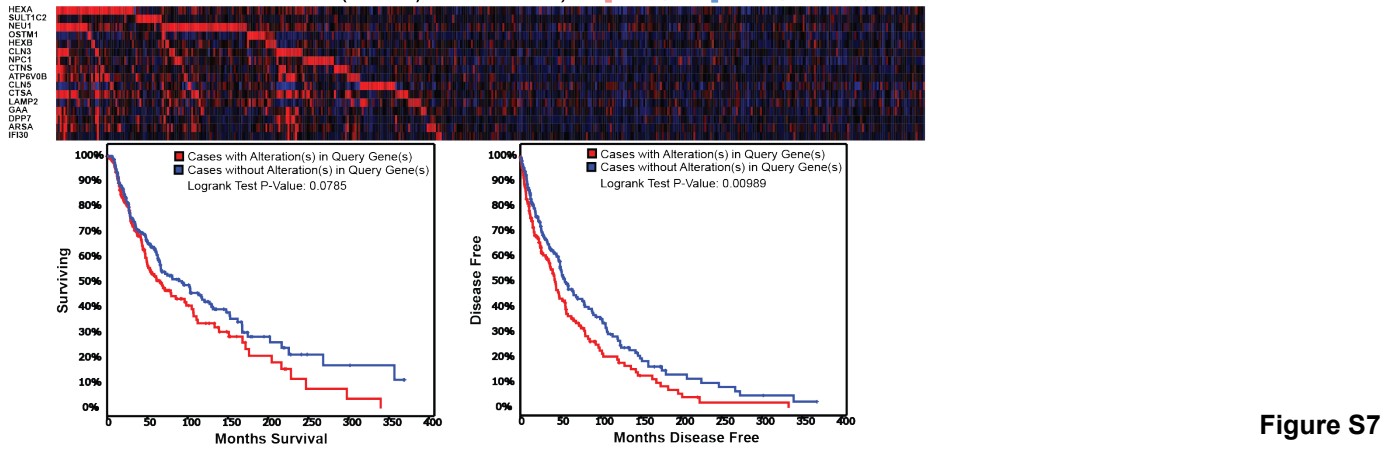 HEXA
SULT1C2
NEU1
OSTM1
HEXB
CLN3
NPC1
CTNS
ATP6V0B
CLN5
CTSA
LAMP2
GAA
DPP7
ARSA
IFI30
100%
90%
80%
70%
60%
50%
40%
30%
20%
10%
0%
Surviving
Cases with Alteration(s) in Query Gene(s)
Cases without Alteration(s) in Query Gene(s)
Logrank Test P-Value: 0.0785
0 50 100 150 200 250 300 350 400
Months Survival
100%
90%
80%
70%
60%
50%
40%
30%
20%
10%
0%
Disease Free
Cases with Alteration(s) in Query Gene(s)
Cases without Alteration(s) in Query Gene(s)
Logrank Test P-Value: 0.00989
0 50 100 150 200 250 300 350 400
Months Disease Free
Figure S7